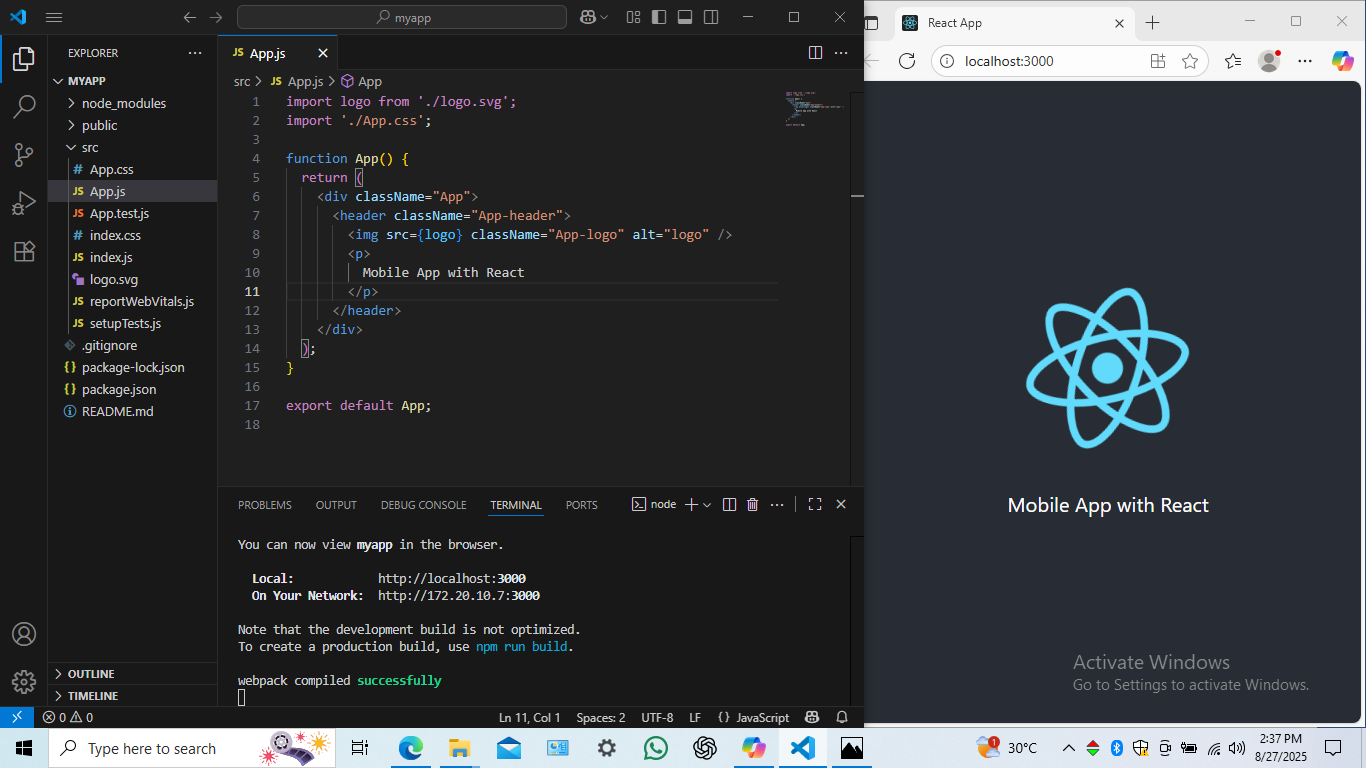 myapp
EXPLORER
MYAPP
node_modules
public
src
# App.css
JS App.js
JS App.test.js
# index.css
JS index.js
logo.svg
JS reportWebVitals.js
JS setupTests.js
.gitignore
{} package-lock.json
{} package.json
README.md
OUTLINE
TIMELINE
JS App.js
src > JS App.js > App
1 import logo from './logo.svg';
2 import './App.css';
3
4 function App() {
5 return (
6 <div className="App">
7 <header className="App-header">
8 <img src={logo} className="App-logo" alt="logo" />
9 <p>
10 Mobile App with React
11 </p>
12 </header>
13 </div>
14 );
15 }
16
17 export default App;
18
PROBLEMS OUTPUT DEBUG CONSOLE TERMINAL PORTS node
You can now view myapp in the browser.
Local: http://localhost:3000
On Your Network: http://172.20.10.7:3000
Note that the development build is not optimized.
To create a production build, use npm run build.
webpack compiled successfully
0 0 Ln 11, Col 1 Spaces: 2 UTF-8 LF {} JavaScript
React App
localhost:3000
Mobile App with React
Activate Windows
Go to Settings to activate Windows.
Type here to search
1 30°C
2:37 PM
8/27/2025